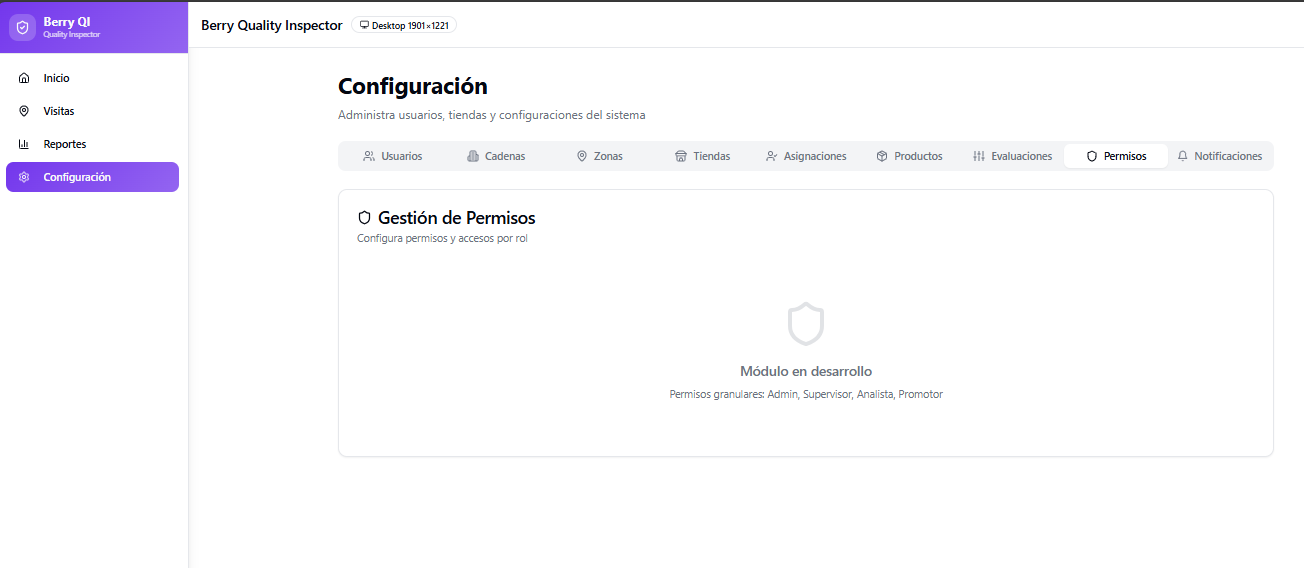 Berry QI
Quality Inspector
Berry Quality Inspector
Desktop 1901×1221
Inicio
Visitas
Reportes
Configuración
Configuración
Administra usuarios, tiendas y configuraciones del sistema
Usuarios Cadenas Zonas Tiendas Asignaciones Productos Evaluaciones Permisos Notificaciones
Gestión de Permisos
Configura permisos y accesos por rol
Módulo en desarrollo
Permisos granulares: Admin, Supervisor, Analista, Promotor